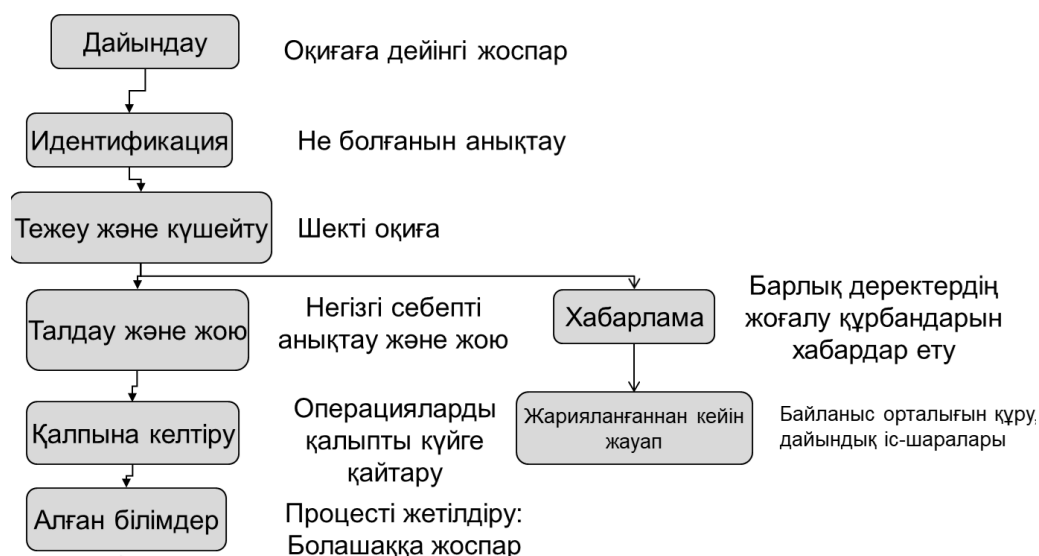 Дайындау
Оқиғаға дейінгі жоспар
Идентификация
Не болғанын анықтау
Тежеу және күшейту
Шекті оқиға
Талдау және жою
Негізгі себепті
анықтау және жою
Хабарлама
Барлық деректердің
жоғалу құрбандарын
хабардар ету
Қалпына келтіру
Операцияларды
қалыпты күйге
қайтару
Жарияланғаннан кейін
жауап
Байланыс орталығын құру,
дайындық іс-шаралары
Алған білімдер
Процесті жетілдіру:
Болашаққа жоспар